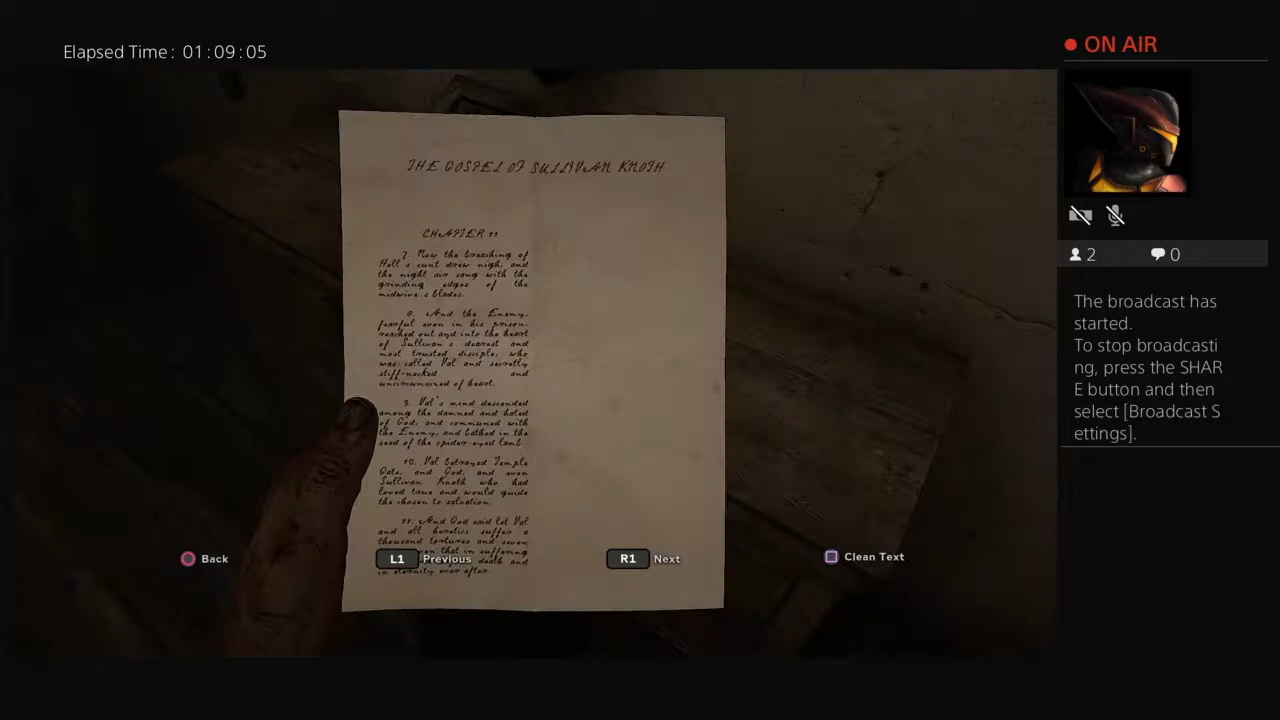 Elapsed Time: 01:09:05
ON AIR
THE GOSPEL OF SULLIVAN KNOTH
CHAPTER 11
7. Now the breaching of
Hell's cunt drew nigh, and
the night air sang with the
grinding edges of the
midwive's blades.
8. And the Enemy,
fearful even in his prison,
reached out and into the heart
of Sullivan's dearest and
most trusted disciple, who
was called Val and secretly
stiff-necked and
uncircumsized of heart.
9. Val's mind descended
among the damned and hated
of God, and communed with
the Enemy, and bathed in the
seed of the spider-eyed lamb.
10. Val betrayed Temple
Gate, and God, and even
Sullivan Knoth who had
loved true and would guide
the chosen to salvation.
11. And God said let Val
and all heretics suffer a
thousand tortures and seven
that in suffering
death and
in eternity ever after.
Back
L1 Previous
R1 Next
Clean Text
2
0
The broadcast has
started.
To stop broadcasti
ng, press the SHAR
E button and then
select [Broadcast S
ettings].